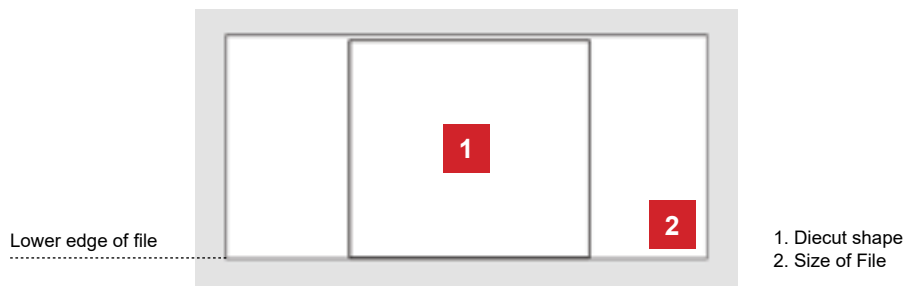 1
2
Lower edge of file
1. Diecut shape
2. Size of File